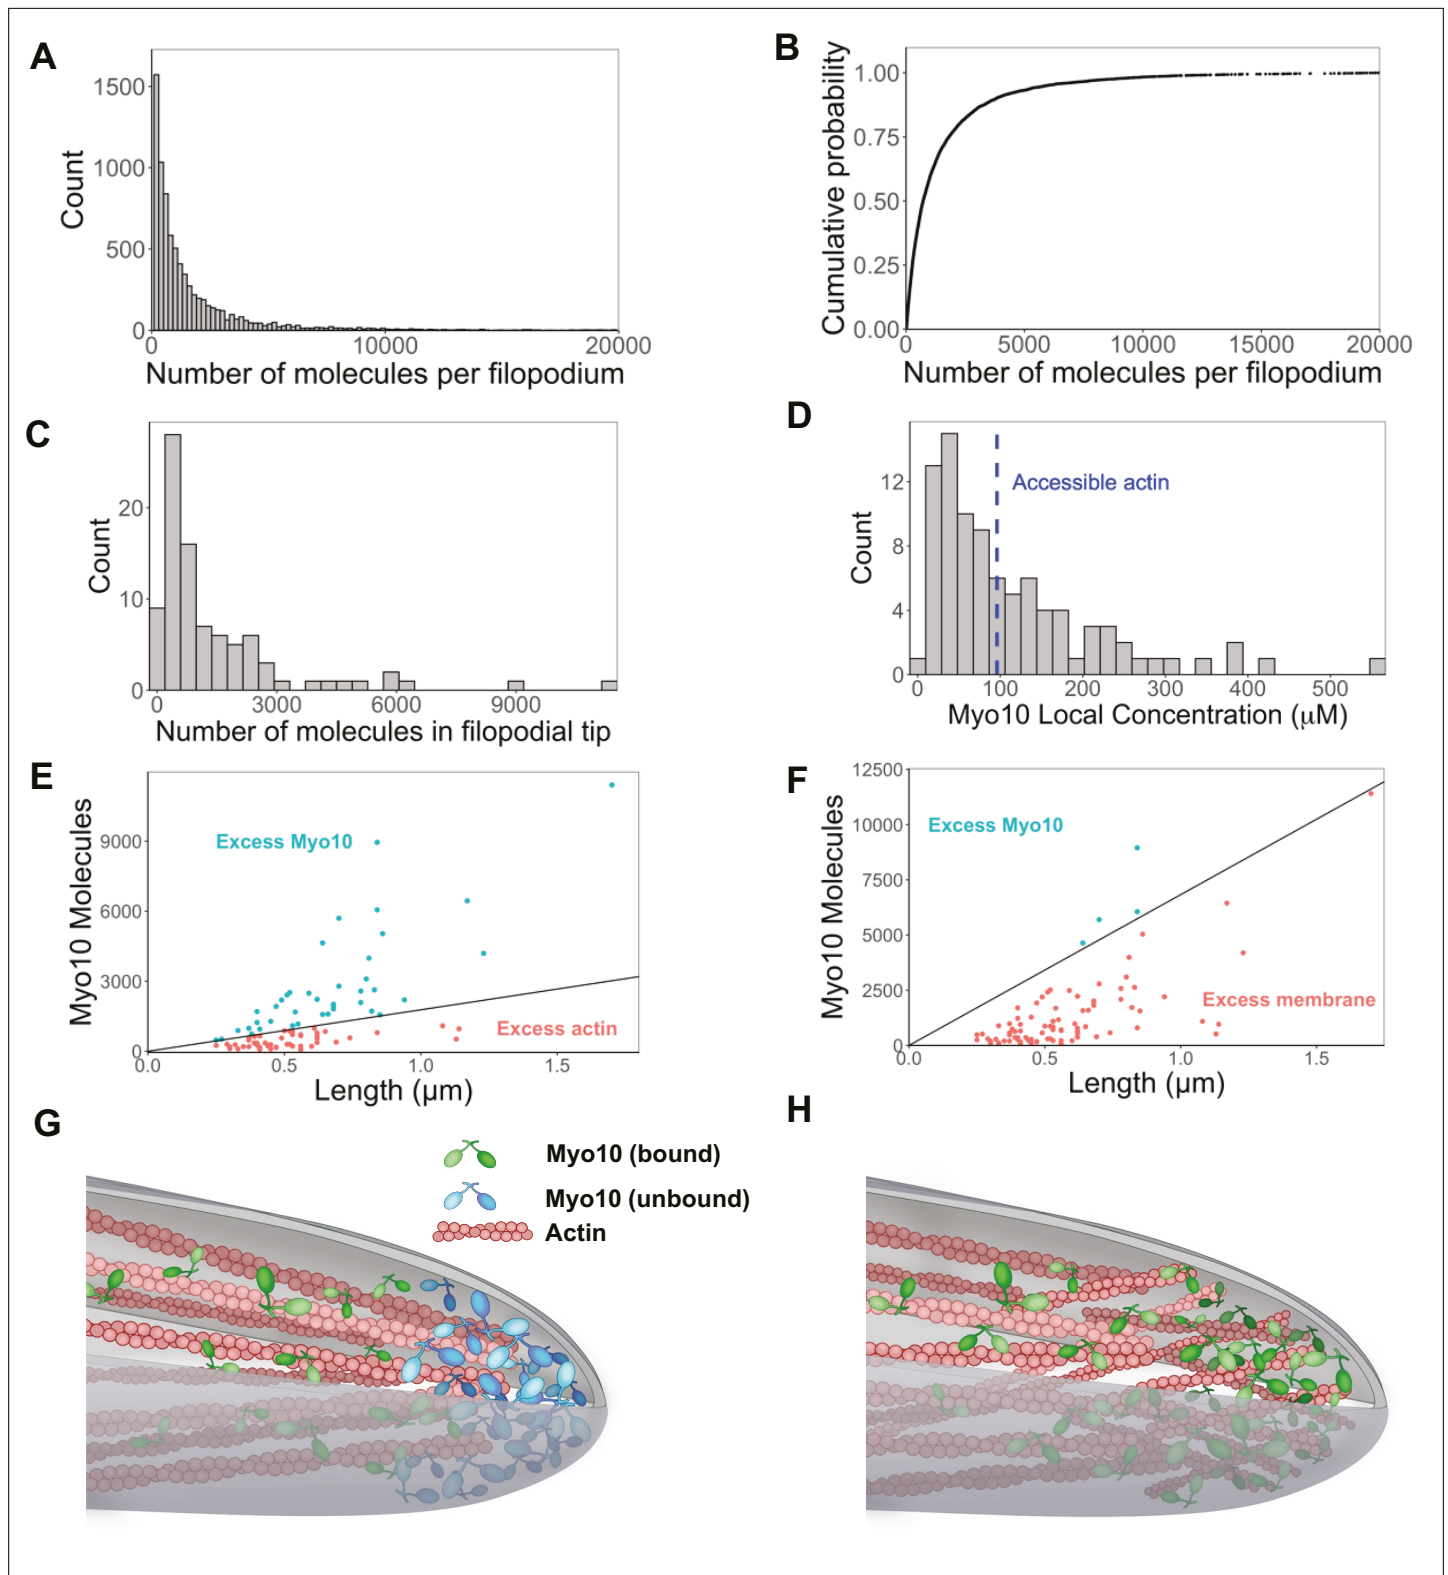 A
1500
1000
500
0
Count
0 10000 20000
Number of molecules per filopodium
B
1.00
0.75
0.50
0.25
0.00
Cumulative probability
0 5000 10000 15000 20000
Number of molecules per filopodium
C
20
10
0
Count
0 3000 6000 9000
Number of molecules in filopodial tip
D
Accessible actin
12
8
4
0
Count
0 100 200 300 400 500
Myo10 Local Concentration (µM)
E
9000
6000
3000
0
Myo10 Molecules
Excess Myo10
Excess actin
0.0 0.5 1.0 1.5
Length (µm)
F
12500
10000
7500
5000
2500
0
Myo10 Molecules
Excess Myo10
Excess membrane
0.0 0.5 1.0 1.5
Length (µm)
G
Myo10 (bound)
Myo10 (unbound)
Actin
H